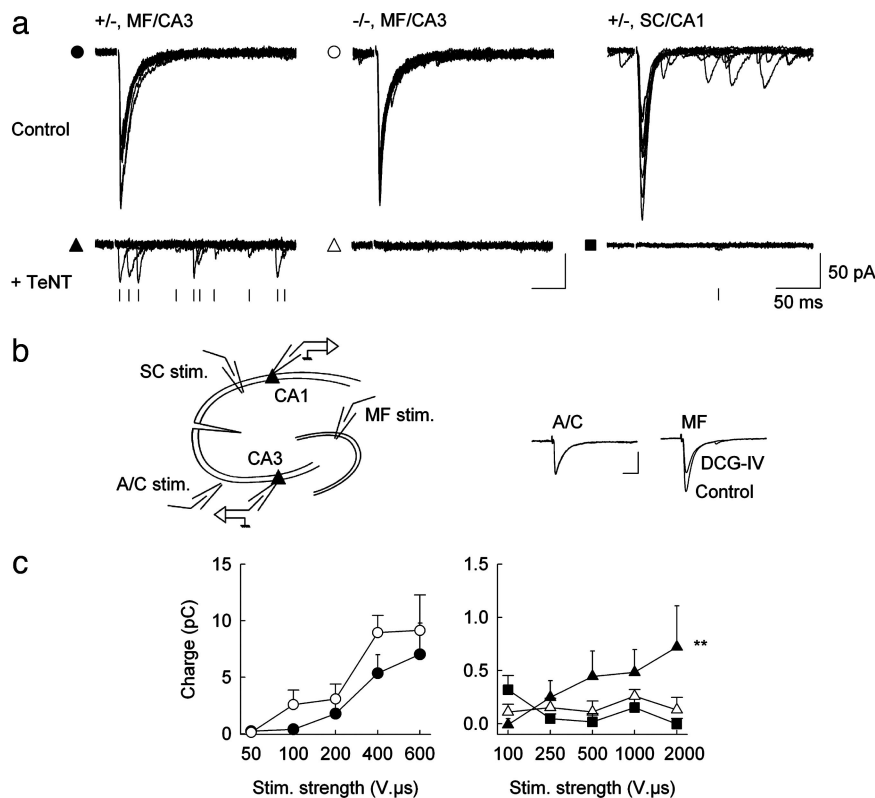 a
+/-, MF/CA3
-/-, MF/CA3
+/-, SC/CA1
Control
+ TeNT
50 pA
50 ms
b
SC stim.
CA1
MF stim.
CA3
A/C stim.
A/C
MF
DCG-IV
Control
c
Charge (pC)
15
10
5
0
50 100 200 400 600
Stim. strength (V.µs)
1.5
1.0
0.5
0.0
**
100 250 500 1000 2000
Stim. strength (V.µs)